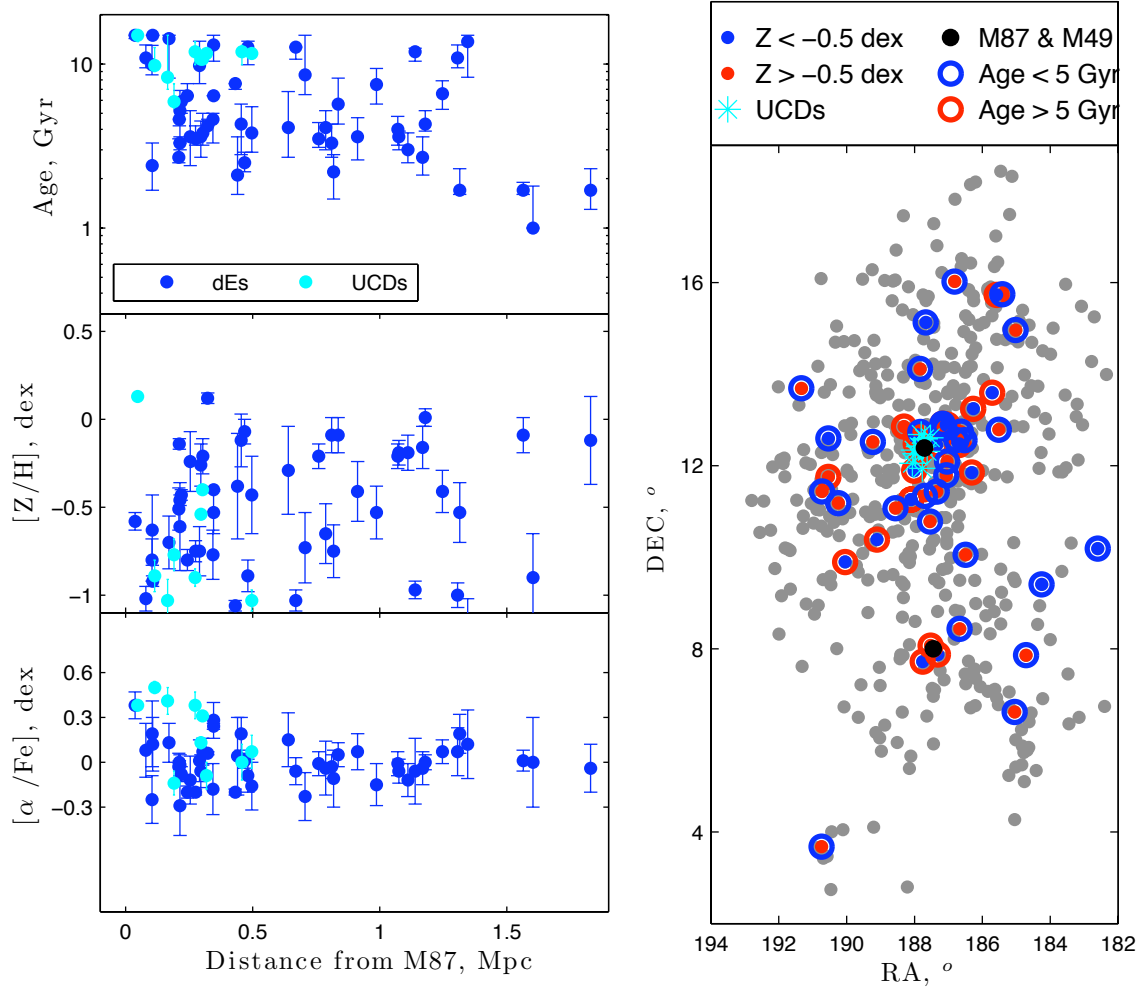 Age, Gyr
10
1
dEs
UCDs
[Z/H], dex
0.5
0
−0.5
−1
[α /Fe], dex
0.6
0.3
0
−0.3
0
0.5
1
1.5
Distance from M87, Mpc
Z < −0.5 dex
M87 & M49
Z > −0.5 dex
Age < 5 Gyr
UCDs
Age > 5 Gyr
DEC, °
16
12
8
4
194
192
190
188
186
184
182
RA, °